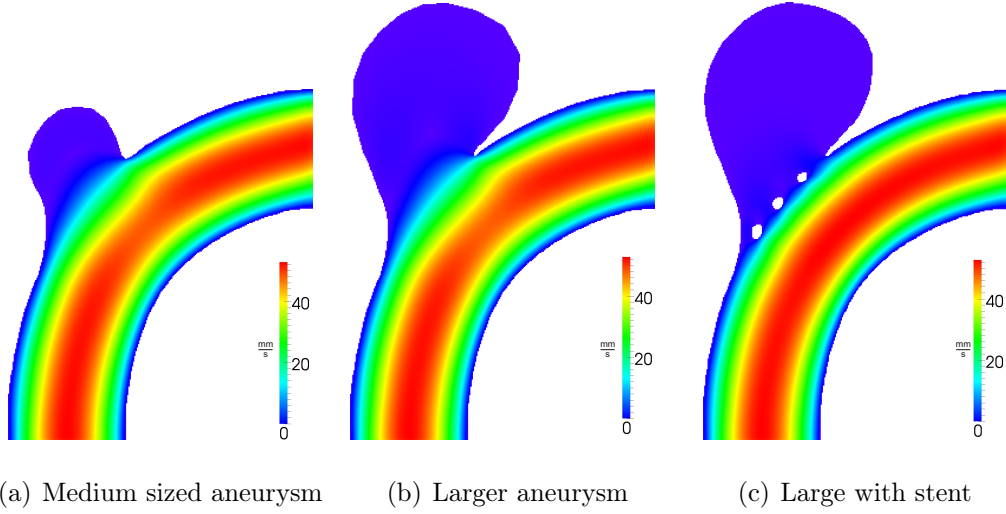 40
mm
s
20
0
40
mm
s
20
0
40
mm
s
20
0
(a) Medium sized aneurysm
(b) Larger aneurysm
(c) Large with stent